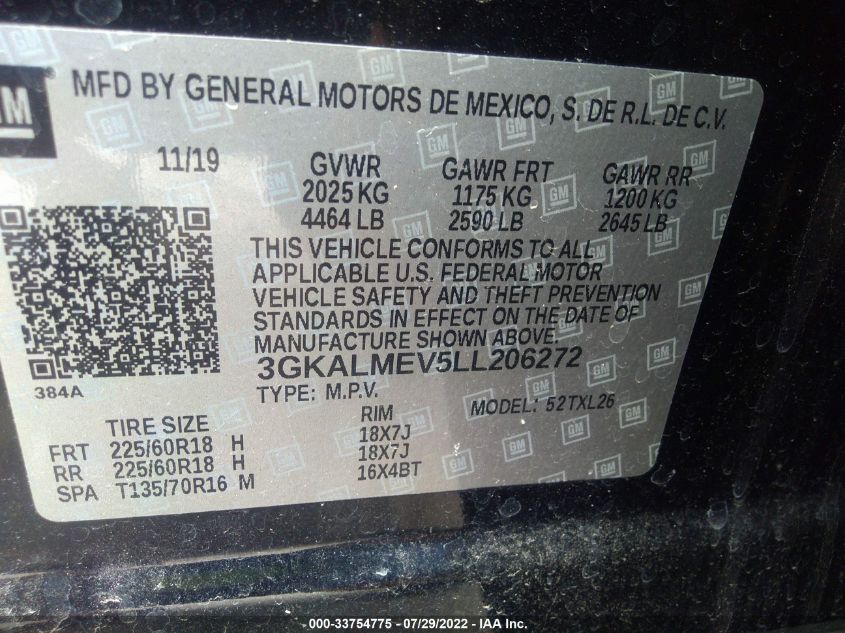 GM
MFD BY GENERAL MOTORS DE MEXICO, S. DE R.L. DE C.V.
11/19 GVWR GAWR FRT GAWR RR
2025 KG 1175 KG 1200 KG
4464 LB 2590 LB 2645 LB
THIS VEHICLE CONFORMS TO ALL
APPLICABLE U.S. FEDERAL MOTOR
VEHICLE SAFETY AND THEFT PREVENTION
STANDARDS IN EFFECT ON THE DATE OF
MANUFACTURE SHOWN ABOVE.
3GKALMEV5LL206272
384A
TYPE: M.P.V. MODEL: 52TXL26
TIRE SIZE RIM
FRT 225/60R18 H 18X7J
RR 225/60R18 H 18X7J
SPA T135/70R16 M 16X4BT
000-33754775 - 07/29/2022 - IAA Inc.